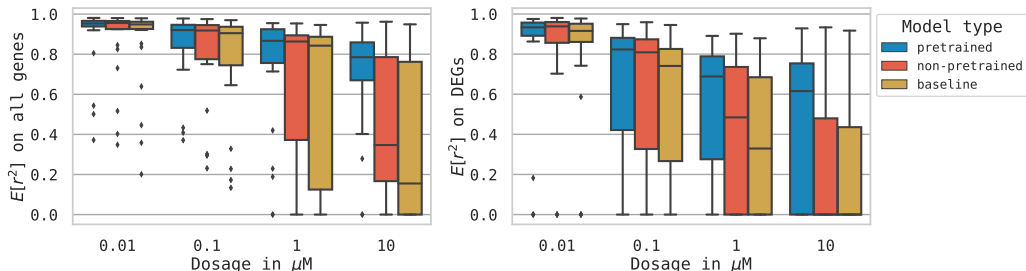 E[r²] on all genes
1.0
0.8
0.6
0.4
0.2
0.0
0.01 0.1 1 10
Dosage in μM
E[r²] on DEGs
1.0
0.8
0.6
0.4
0.2
0.0
0.01 0.1 1 10
Dosage in μM
Model type
pretrained
non-pretrained
baseline